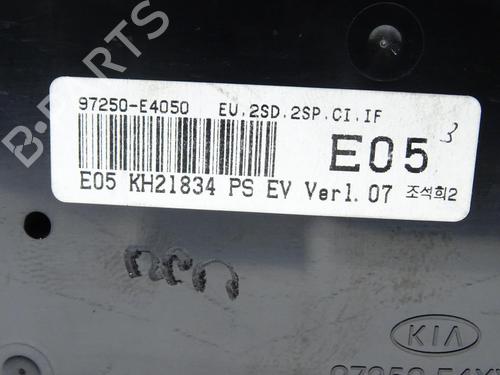 97250-E4050 EU.2SD.2SP.CI.IF
E05
3
E05 KH21834 PS EV Ver1.07 조석희2
KIA
B-PARTS
B-PARTS